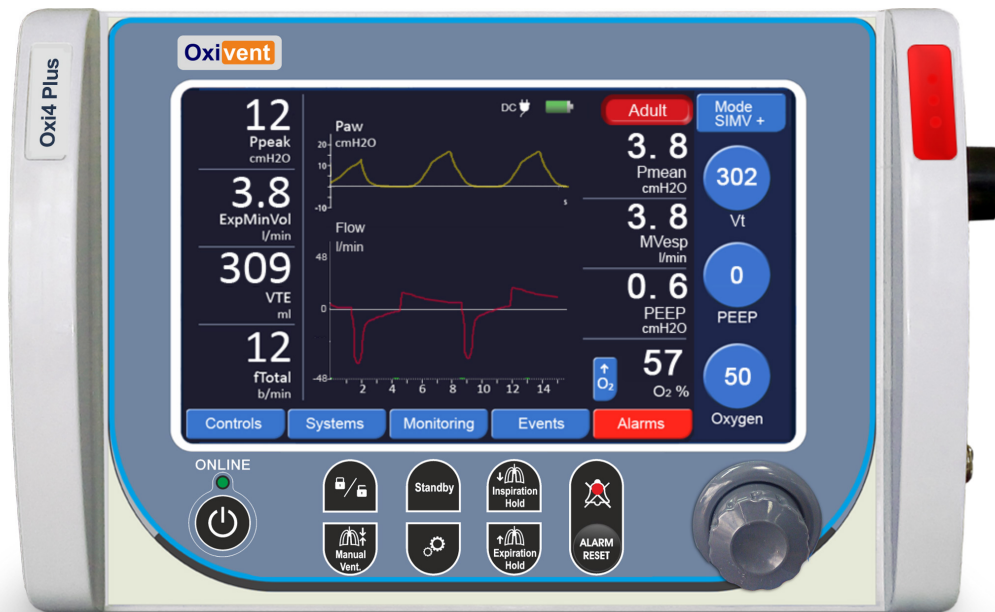 Oxi4 Plus
Oxivent
12
Ppeak
cmH2O
3.8
ExpMinVol
l/min
309
VTE
ml
12
fTotal
b/min
DC
Paw
cmH2O
20
10
-10
s
Flow
l/min
48
0
-48
2 4 6 8 10 12 14
Adult
3. 8
Pmean
cmH2O
3. 8
MVesp
l/min
0. 6
PEEP
cmH2O
↑
O₂
57
O₂ %
Mode
SIMV +
302
Vt
0
PEEP
50
Oxygen
Controls Systems Monitoring Events Alarms
ONLINE
Standby
Inspiration
Hold
Manual
Vent.
Expiration
Hold
ALARM
RESET